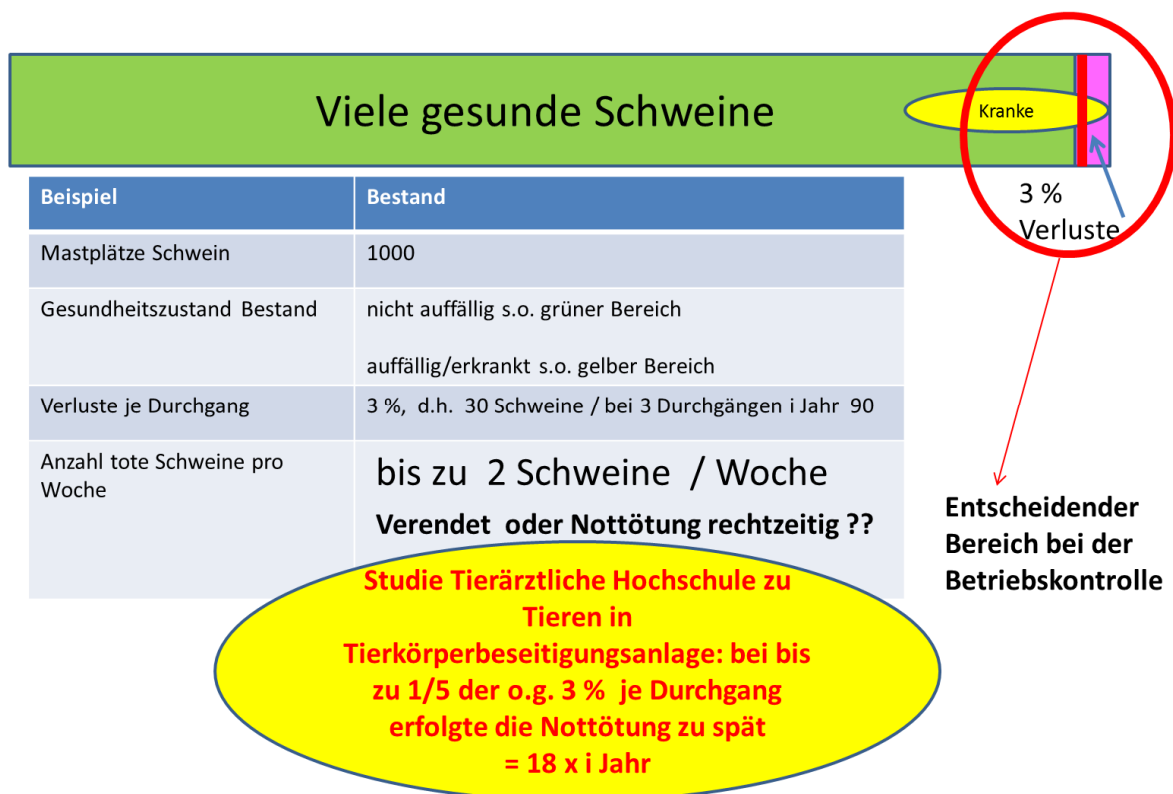 Viele gesunde Schweine
Kranke
3 %
Verluste
Beispiel
Bestand
Mastplätze Schwein
1000
Gesundheitszustand Bestand
nicht auffällig s.o. grüner Bereich
auffällig/erkrankt s.o. gelber Bereich
Verluste je Durchgang
3 %, d.h. 30 Schweine / bei 3 Durchgängen i Jahr 90
Anzahl tote Schweine pro
Woche
bis zu 2 Schweine / Woche
Verendet oder Nottötung rechtzeitig ??
Entscheidender
Bereich bei der
Betriebskontrolle
Studie Tierärztliche Hochschule zu
Tieren in
Tierkörperbeseitigungsanlage: bei bis
zu 1/5 der o.g. 3 % je Durchgang
erfolgte die Nottötung zu spät
= 18 x i Jahr